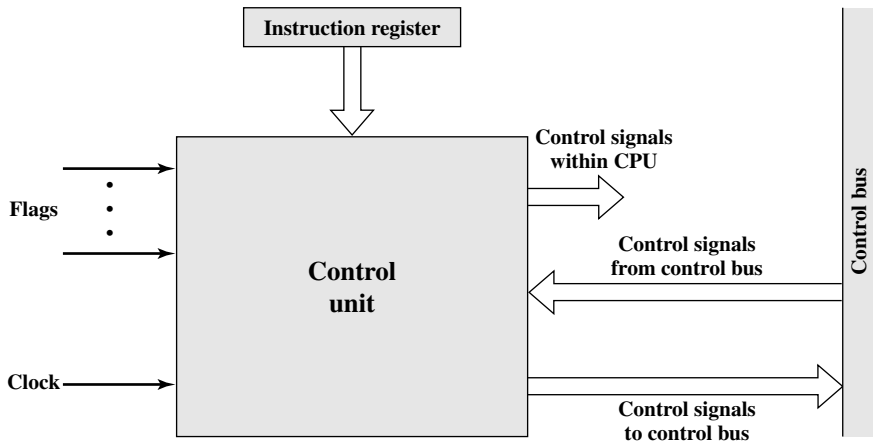 Instruction register
Control signals
within CPU
Flags
Control bus
Control signals
from control bus
Control
unit
Clock
Control signals
to control bus